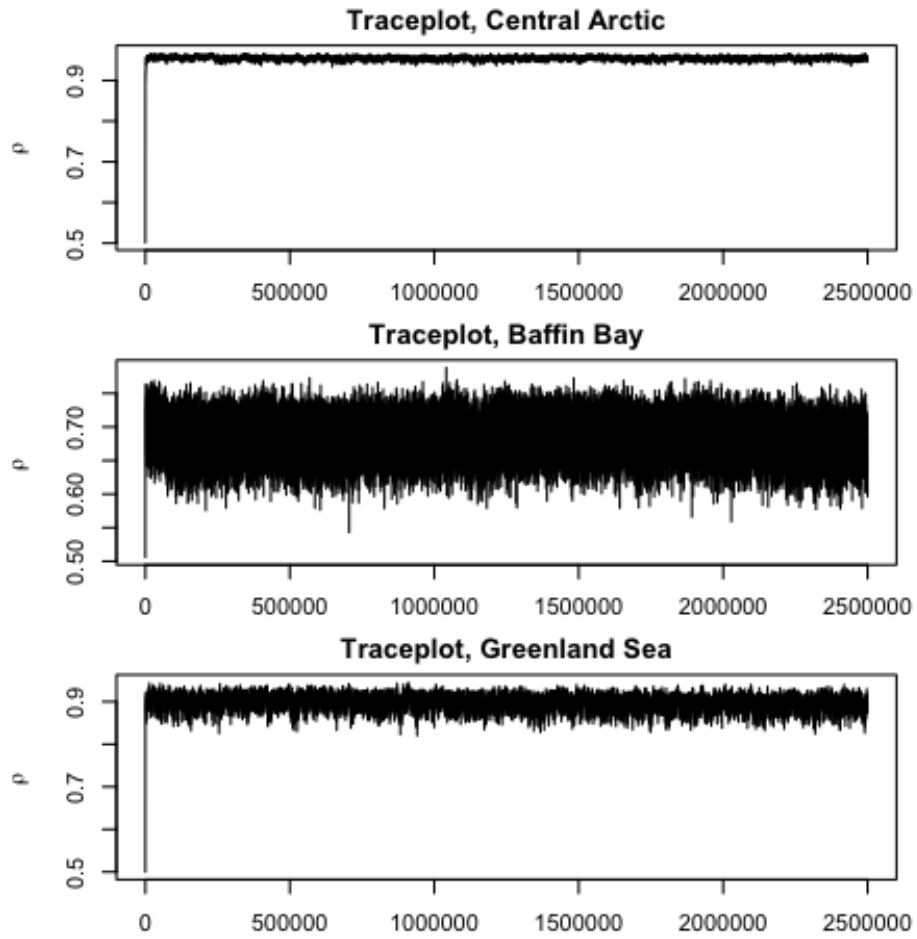 Traceplot, Central Arctic
ρ
0.9
0.7
0.5
0 500000 1000000 1500000 2000000 2500000
Traceplot, Baffin Bay
ρ
0.70
0.60
0.50
0 500000 1000000 1500000 2000000 2500000
Traceplot, Greenland Sea
ρ
0.9
0.7
0.5
0 500000 1000000 1500000 2000000 2500000